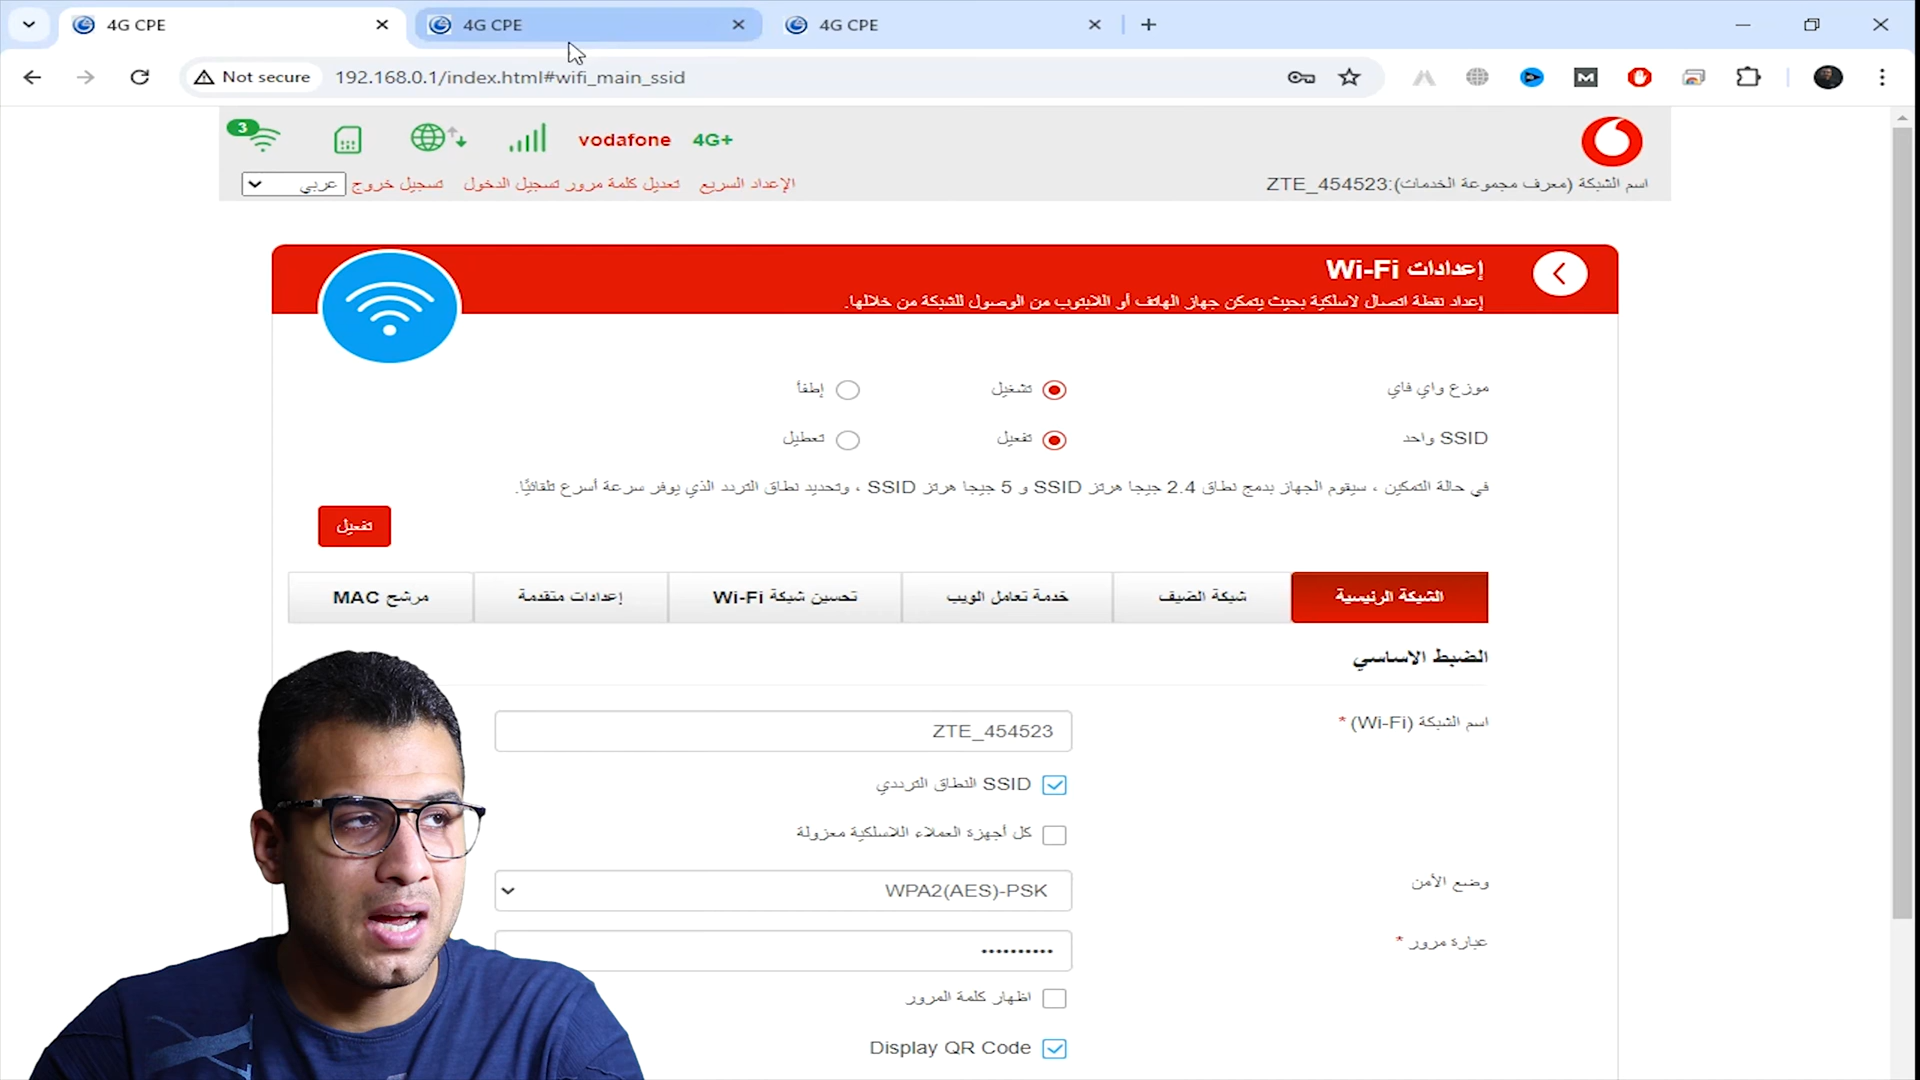 4G CPE
4G CPE
4G CPE
Not secure
192.168.0.1/index.html#wifi_main_ssid
M
3
vodafone 4G+
عربي تسجيل خروج تعديل كلمة مرور تسجيل الدخول الإعداد السريع
اسم الشبكة (معرف مجموعة الخدمات):ZTE_454523
إعدادات Wi-Fi
إعداد نقطة اتصال لاسلكية بحيث يتمكن جهاز الهاتف أو اللابتوب من الوصول للشبكة من خلالها.
موزع واي فاي تشغيل إطفأ
SSID واحد تفعيل تعطيل
في حالة التمكين ، سيقوم الجهاز بدمج نطاق 2.4 جيجا هرتز SSID و 5 جيجا هرتز SSID ، وتحديد نطاق التردد الذي يوفر سرعة أسرع تلقائيًا.
تفعيل
الشبكة الرئيسية شبكة الضيف خدمة تعامل الويب تحسين شبكة Wi-Fi إعدادات متقدمة مرشح MAC
الضبط الاساسي
اسم الشبكة (Wi-Fi) * ZTE_454523
SSID النطاق الترددي
كل أجهزة العملاء اللاسلكية معزولة
وضع الأمن WPA2(AES)-PSK
عبارة مرور * ••••••••••
اظهار كلمة المرور
Display QR Code